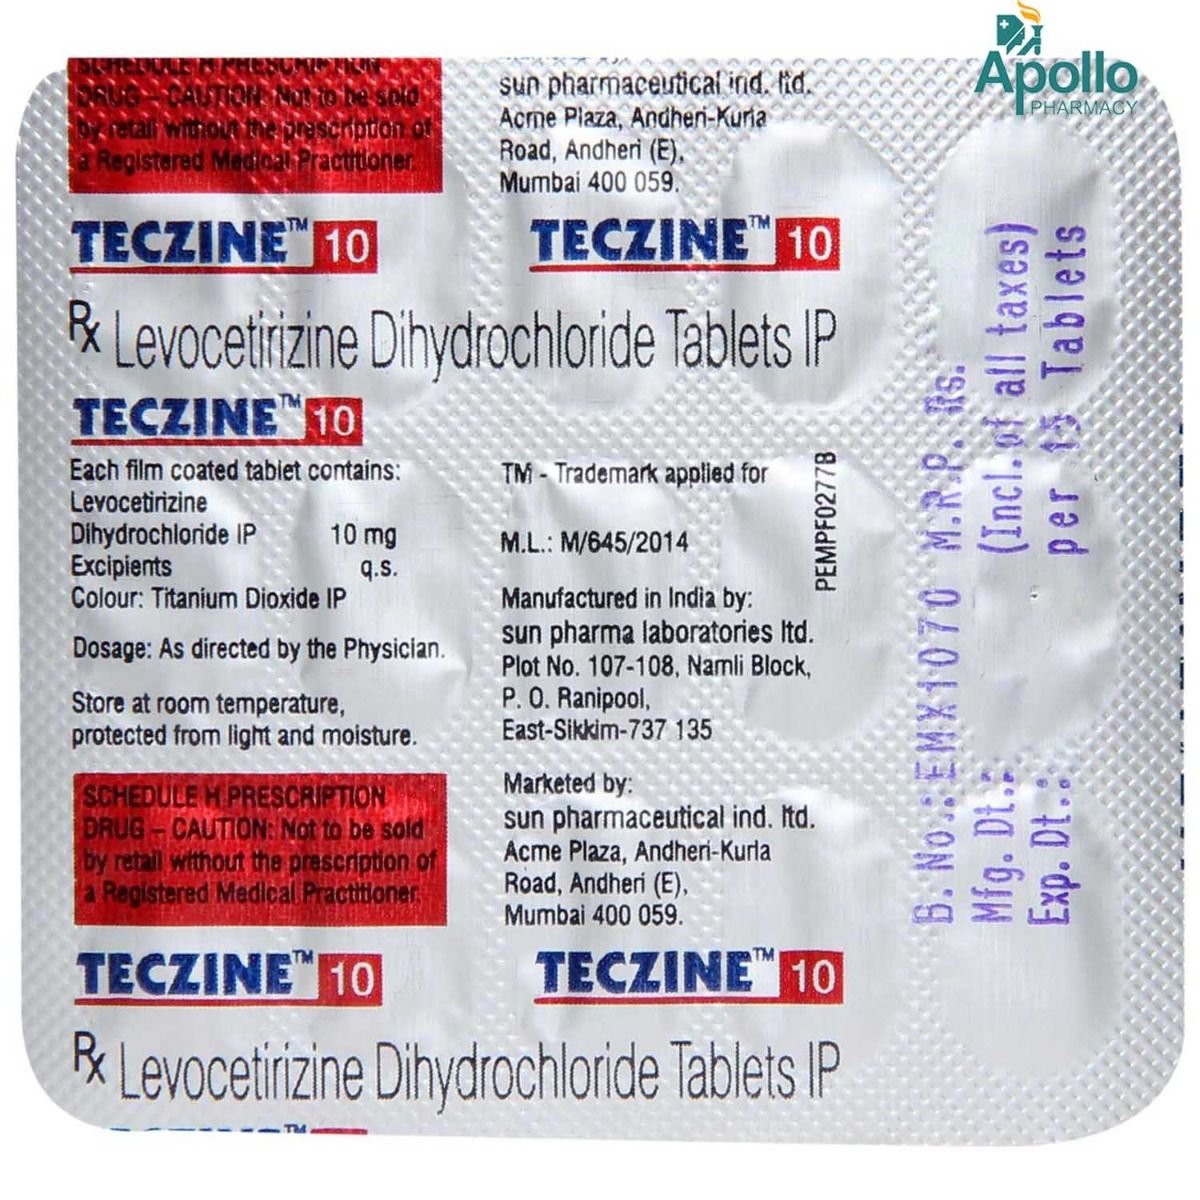 Apollo
PHARMACY
SCHEDULE H PRESCRIPTION
DRUG – CAUTION: Not to be sold
by retail without the prescription of
a Registered Medical Practitioner.
sun pharmaceutical ind. ltd.
Acme Plaza, Andheri-Kurla
Road, Andheri (E),
Mumbai 400 059.
TECZINE™ 10
TECZINE™ 10
Rx Levocetirizine Dihydrochloride Tablets IP
TECZINE™ 10
Each film coated tablet contains:
Levocetirizine
Dihydrochloride IP 10 mg
Excipients q.s.
Colour: Titanium Dioxide IP
Dosage: As directed by the Physician.
Store at room temperature,
protected from light and moisture.
TM - Trademark applied for
M.L.: M/645/2014
Manufactured in India by:
sun pharma laboratories ltd.
Plot No. 107-108, Namli Block,
P. O. Ranipool,
East-Sikkim-737 135
PEMPF0277B
SCHEDULE H PRESCRIPTION
DRUG – CAUTION: Not to be sold
by retail without the prescription of
a Registered Medical Practitioner.
Marketed by:
sun pharmaceutical ind. ltd.
Acme Plaza, Andheri-Kurla
Road, Andheri (E),
Mumbai 400 059.
TECZINE™ 10
TECZINE™ 10
Rx Levocetirizine Dihydrochloride Tablets IP
TM
B. No.:EMX1070 M.R.P. Rs.
Mfg. Dt.: (Incl. of all taxes)
Exp. Dt.: per 15 Tablets